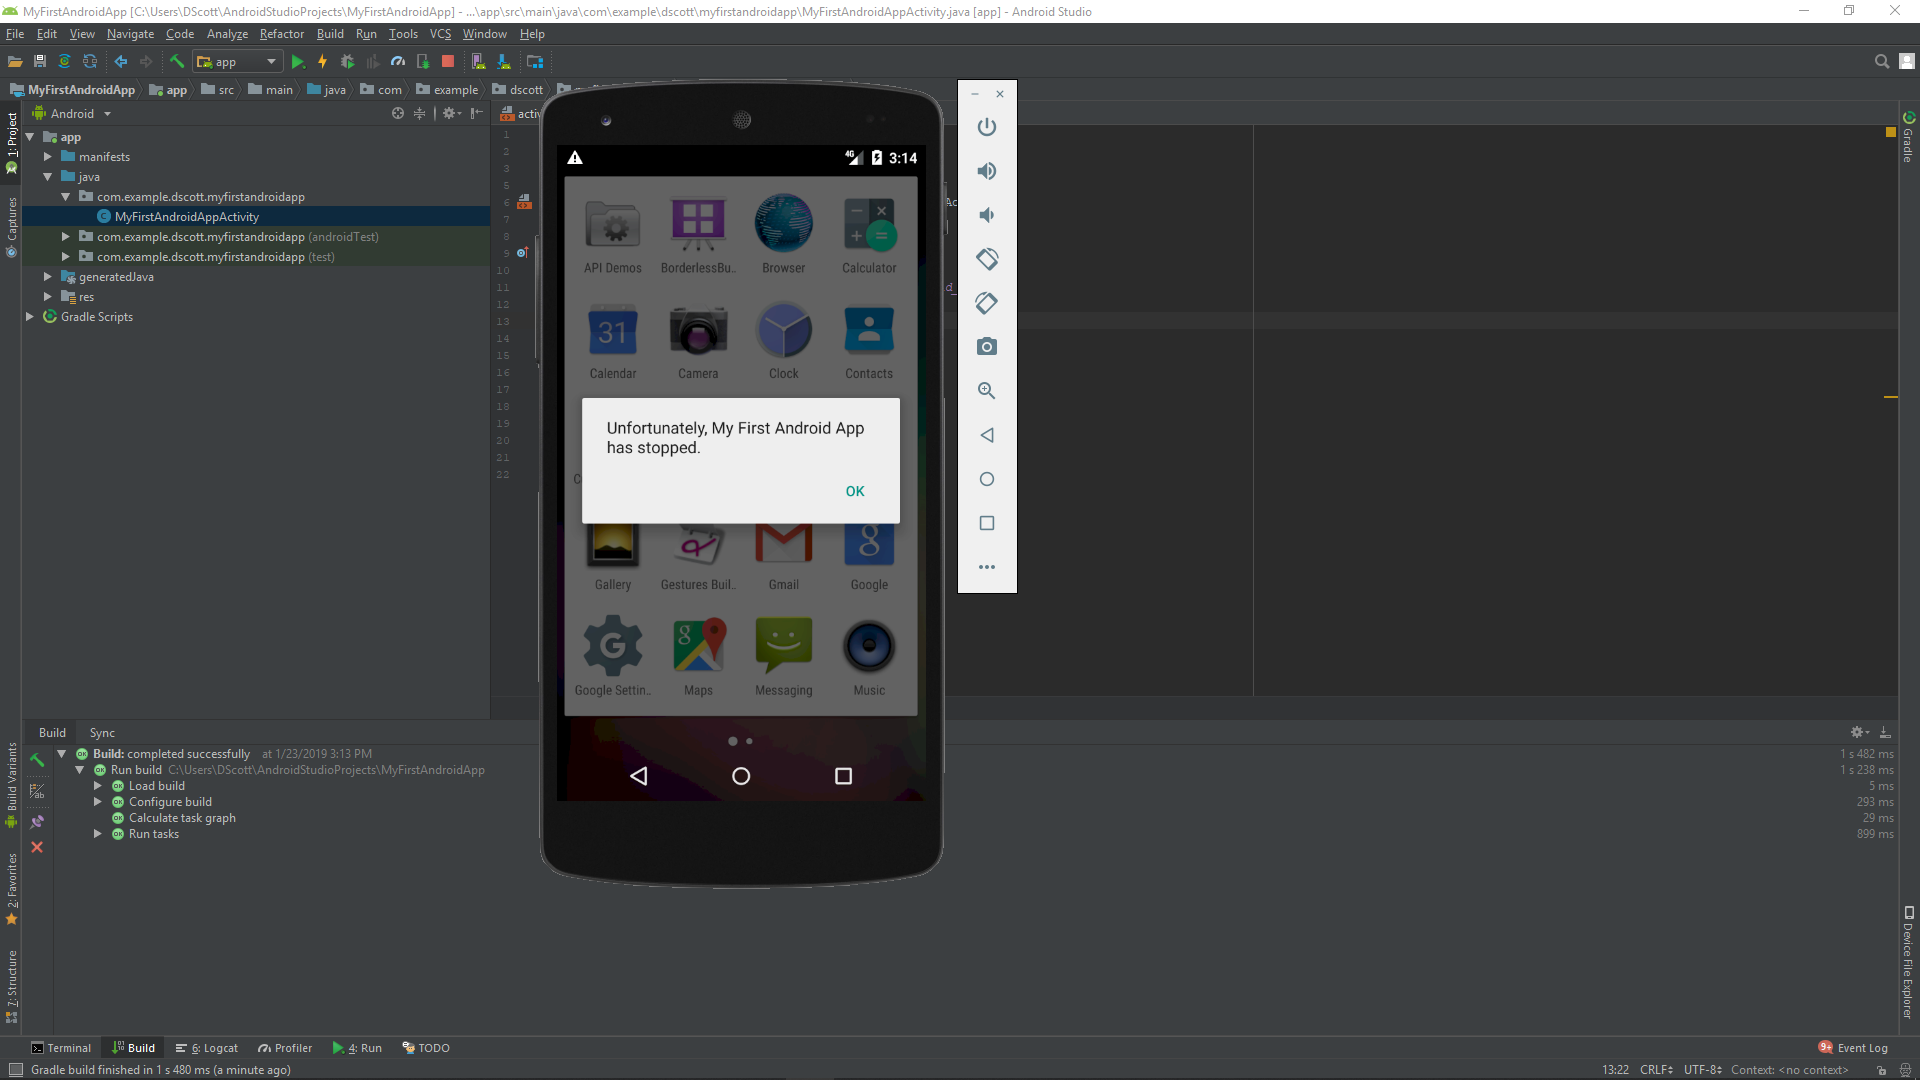 MyFirstAndroidApp [C:\Users\DScott\AndroidStudioProjects\MyFirstAndroidApp] - ...\app\src\main\java\com\example\dscott\myfirstandroidapp\MyFirstAndroidAppActivity.java [app] - Android Studio
File Edit View Navigate Code Analyze Refactor Build Run Tools VCS Window Help
app
MyFirstAndroidApp app src main java com example dscott
Android
1: Project
Captures
Build Variants
2: Favorites
7: Structure
app
manifests
java
com.example.dscott.myfirstandroidapp
MyFirstAndroidAppActivity
com.example.dscott.myfirstandroidapp (androidTest)
com.example.dscott.myfirstandroidapp (test)
generatedJava
res
Gradle Scripts
1
2
3
5
6
7
8
9
10
11
12
13
14
15
16
17
18
19
20
21
22
4G 3:14
API Demos BorderlessBu.. Browser Calculator
31
Calendar Camera Clock Contacts
Unfortunately, My First Android App
has stopped.
OK
Gallery Gestures Buil.. Gmail Google
Google Settin.. Maps Messaging Music
Gradle
Device File Explorer
Build Sync
Build: completed successfully at 1/23/2019 3:13 PM 1 s 482 ms
Run build C:\Users\DScott\AndroidStudioProjects\MyFirstAndroidApp 1 s 238 ms
Load build 5 ms
Configure build 293 ms
Calculate task graph 29 ms
Run tasks 899 ms
Terminal Build 6: Logcat Profiler 4: Run TODO 9+ Event Log
Gradle build finished in 1 s 480 ms (a minute ago) 13:22 CRLF UTF-8 Context: <no context>